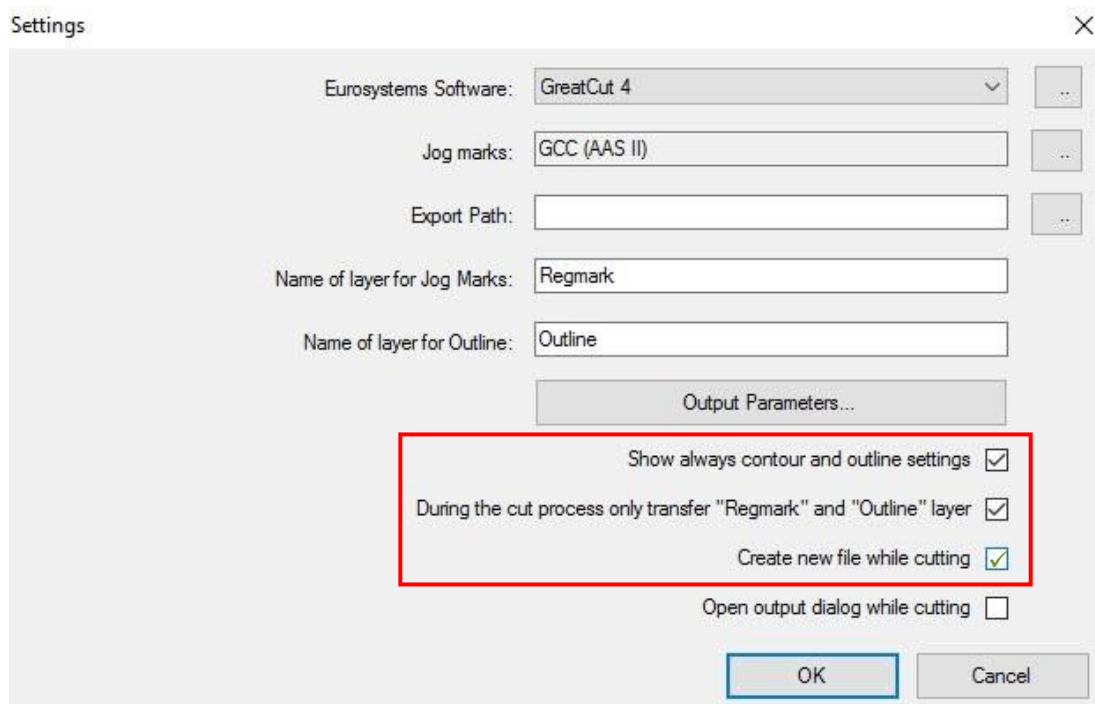 Settings
Eurosystems Software: GreatCut 4 ..
Jog marks: GCC (AAS II) ..
Export Path: ..
Name of layer for Jog Marks: Regmark
Name of layer for Outline: Outline
Output Parameters...
Show always contour and outline settings
During the cut process only transfer "Regmark" and "Outline" layer
Create new file while cutting
Open output dialog while cutting
OK Cancel